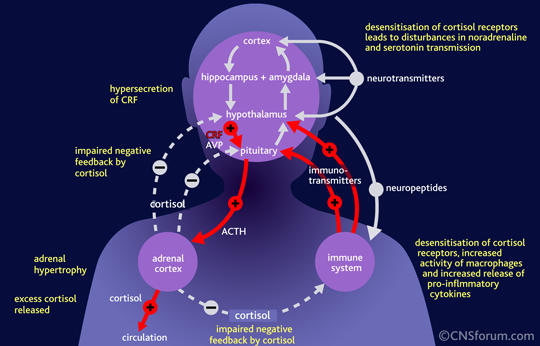 desensitisation of cortisol receptors
leads to disturbances in noradrenaline
and serotonin transmission
cortex
hippocampus + amygdala
neurotransmitters
hypersecretion
of CRF
hypothalamus
CRF
AVP
pituitary
impaired negative
feedback by
cortisol
immuno-
transmitters
neuropeptides
cortisol
ACTH
adrenal
cortex
immune
system
desensitisation of cortisol
receptors, increased
activity of macrophages
and increased release of
pro-inflmmatory
cytokines
adrenal
hypertrophy
excess cortisol
released
cortisol
cortisol
impaired negative
feedback by cortisol
circulation
©CNSforum.com